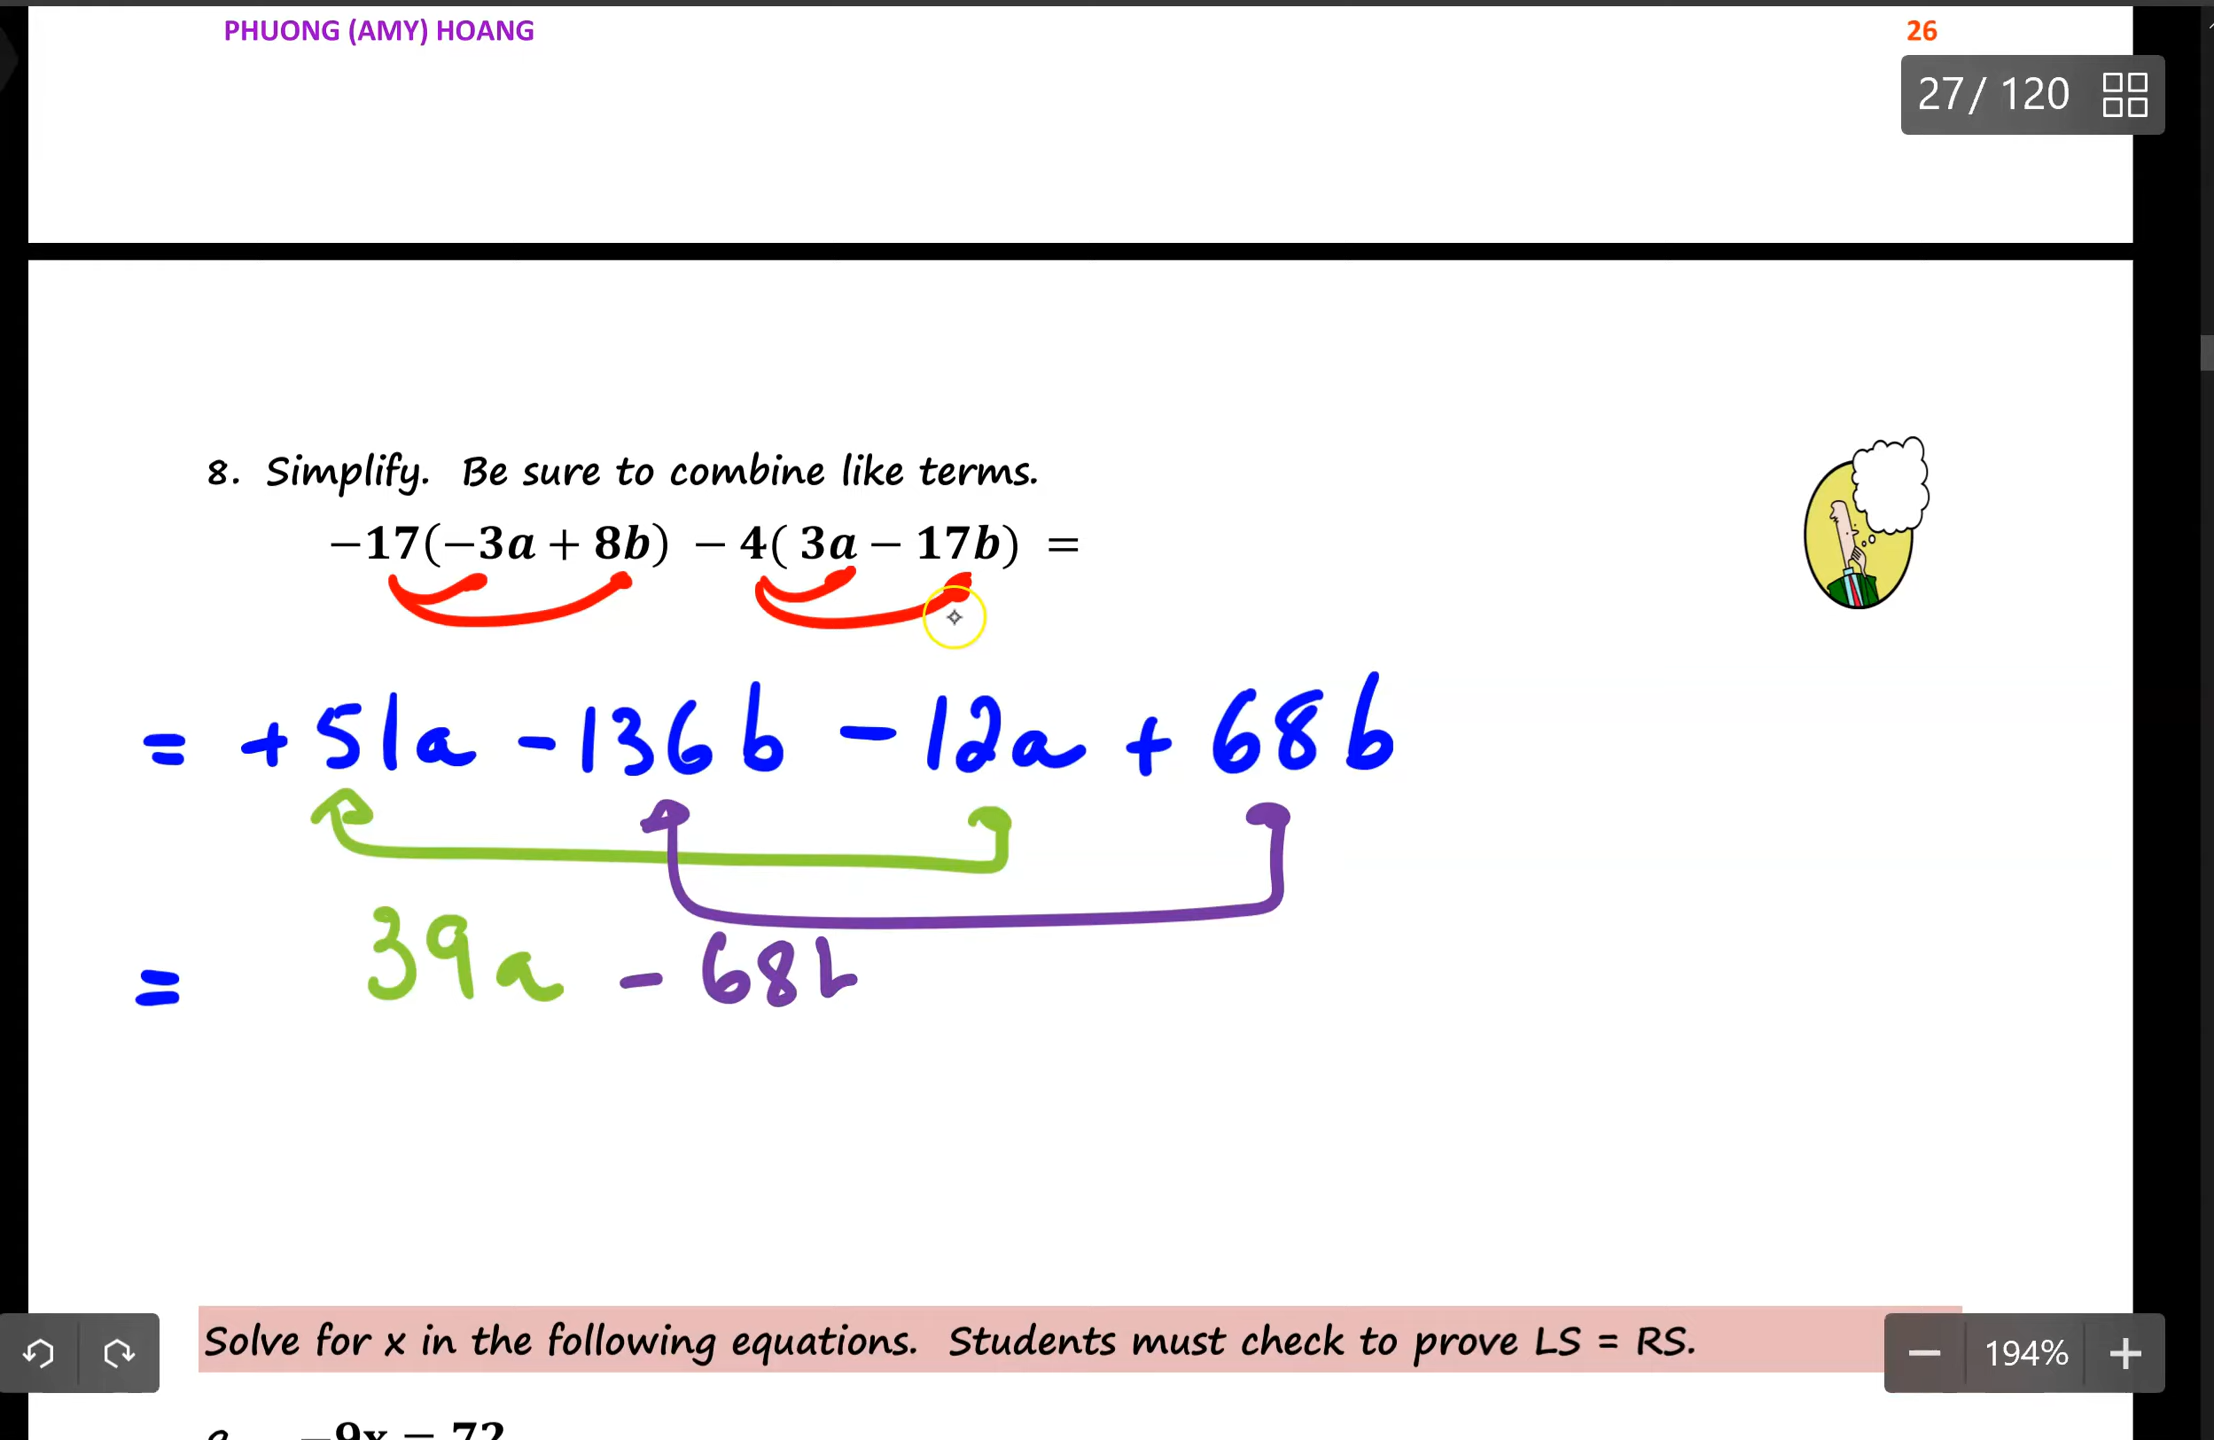 PHUONG (AMY) HOANG 26
27/ 120
8. Simplify. Be sure to combine like terms.
−17(−3a + 8b) − 4( 3a − 17b) =
= +51a -136b -12a + 68b
= 39a - 68b
Solve for x in the following equations. Students must check to prove LS = RS.
194%
−9x = 72